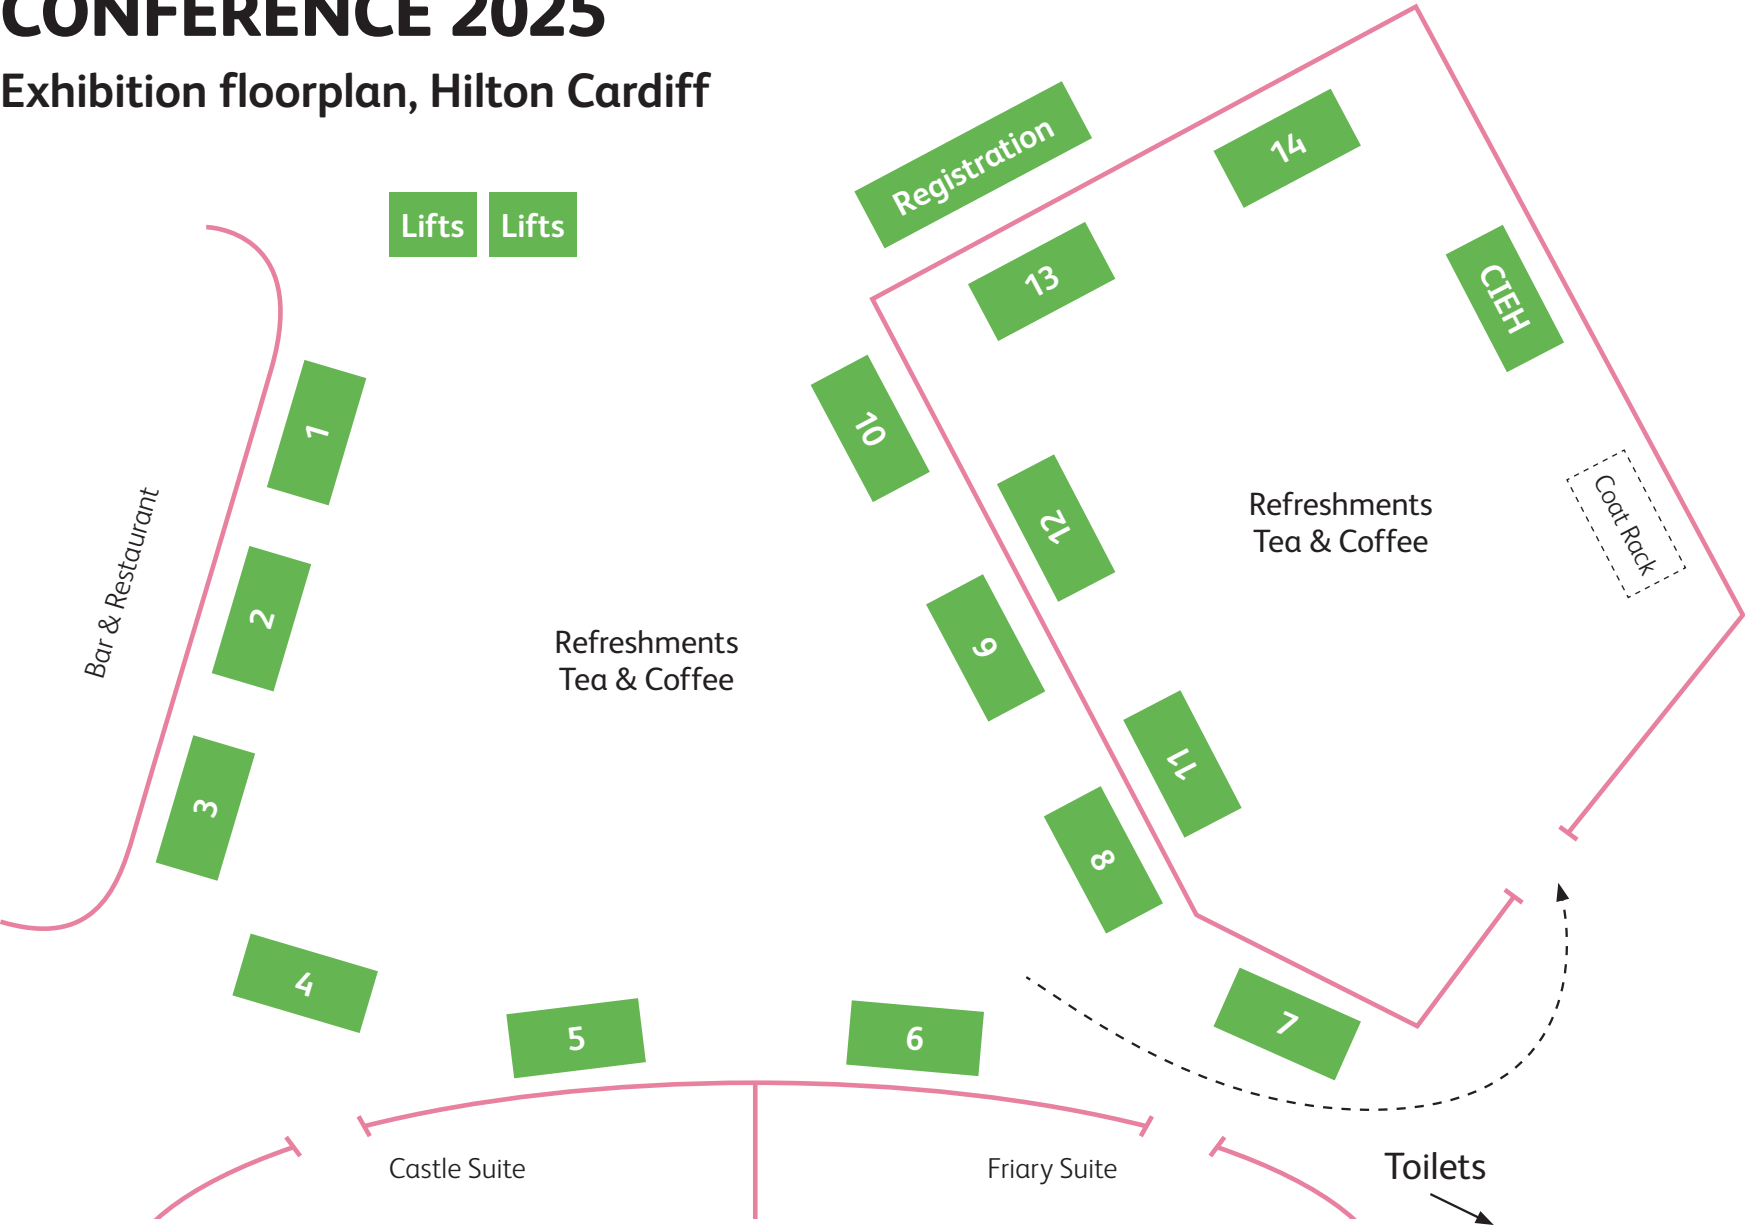 CONFERENCE 2025
Exhibition floorplan, Hilton Cardiff
Registration
14
Lifts
Lifts
13
CIEH
1
10
Bar & Restaurant
12
Refreshments
Tea & Coffee
Coat Rack
2
9
Refreshments
Tea & Coffee
3
11
8
4
5
6
7
Castle Suite
Friary Suite
Toilets